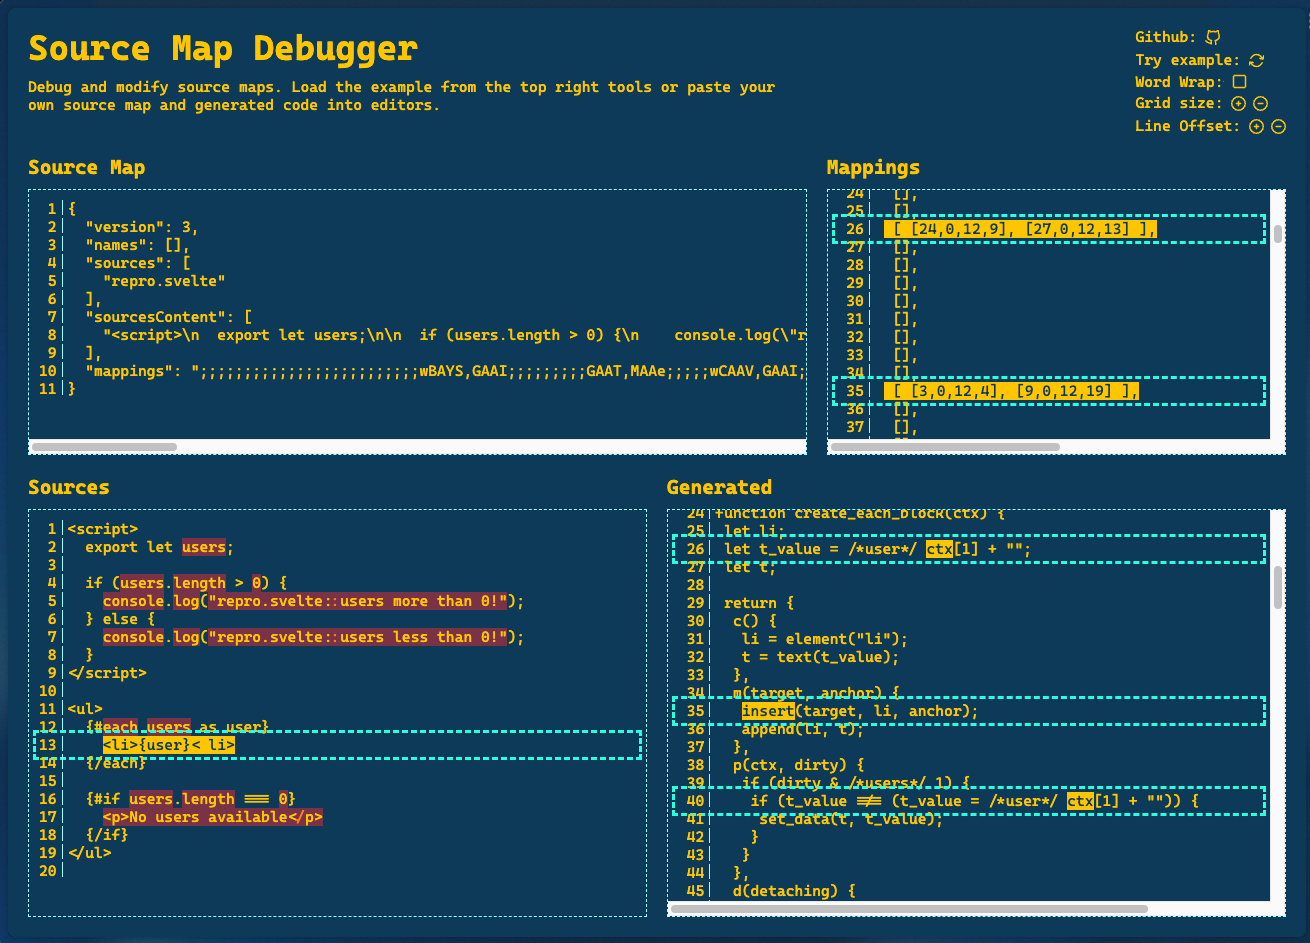 Source Map Debugger
Debug and modify source maps. Load the example from the top right tools or paste your
own source map and generated code into editors.
Github:
Try example:
Word Wrap:
Grid size:
Line Offset:
Source Map
1 {
2   "version": 3,
3   "names": [],
4   "sources": [
5     "repro.svelte"
6   ],
7   "sourcesContent": [
8     "<script>\n  export let users;\n\n  if (users.length > 0) {\n    console.log(\"r
9   ],
10   "mappings": ";;;;;;;;;;;;;;;;;;;;;;;;;wBAYS,GAAI;;;;;;;;;GAAT,MAAe;;;;;wCAAV,GAAI;
11 }
Mappings
24   [],
25   [],
26  [ [24,0,12,9], [27,0,12,13] ],
27   [],
28   [],
29   [],
30   [],
31   [],
32   [],
33   [],
34   [],
35  [ [3,0,12,4], [9,0,12,19] ],
36   [],
37   [],
Sources
1 <script>
2   export let users;
3
4   if (users.length > 0) {
5     console.log("repro.svelte::users more than 0!");
6   } else {
7     console.log("repro.svelte::users less than 0!");
8   }
9 </script>
10
11 <ul>
12   {#each users as user}
13     <li>{user}< li>
14   {/each}
15
16   {#if users.length === 0}
17     <p>No users available</p>
18   {/if}
19 </ul>
20
Generated
24 function create_each_block(ctx) {
25  let li;
26  let t_value = /*user*/ ctx[1] + "";
27  let t;
28
29  return {
30   c() {
31    li = element("li");
32    t = text(t_value);
33   },
34   m(target, anchor) {
35    insert(target, li, anchor);
36    append(li, t);
37   },
38   p(ctx, dirty) {
39    if (dirty & /*users*/ 1) {
40     if (t_value !== (t_value = /*user*/ ctx[1] + "")) {
41      set_data(t, t_value);
42     }
43    }
44   },
45   d(detaching) {